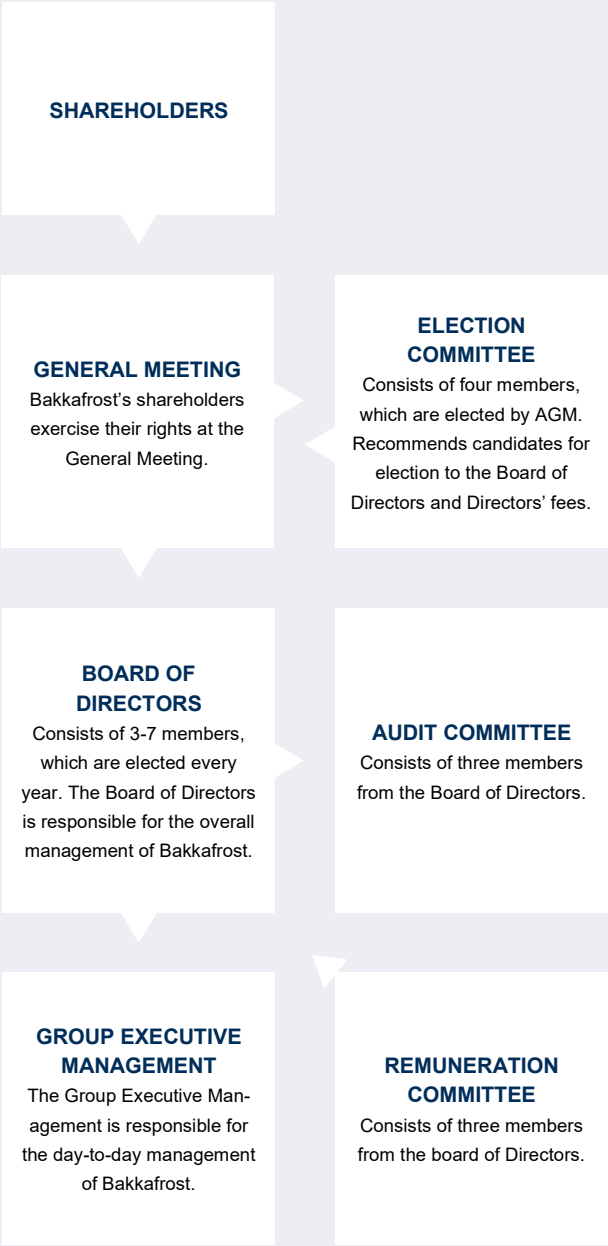 SHAREHOLDERS
GENERAL MEETING
Bakkafrost’s shareholders
exercise their rights at the
General Meeting.
ELECTION
COMMITTEE
Consists of four members,
which are elected by AGM.
Recommends candidates for
election to the Board of
Directors and Directors’ fees.
BOARD OF
DIRECTORS
Consists of 3-7 members,
which are elected every
year. The Board of Directors
is responsible for the overall
management of Bakkafrost.
AUDIT COMMITTEE
Consists of three members
from the Board of Directors.
GROUP EXECUTIVE
MANAGEMENT
The Group Executive Man-
agement is responsible for
the day-to-day management
of Bakkafrost.
REMUNERATION
COMMITTEE
Consists of three members
from the board of Directors.